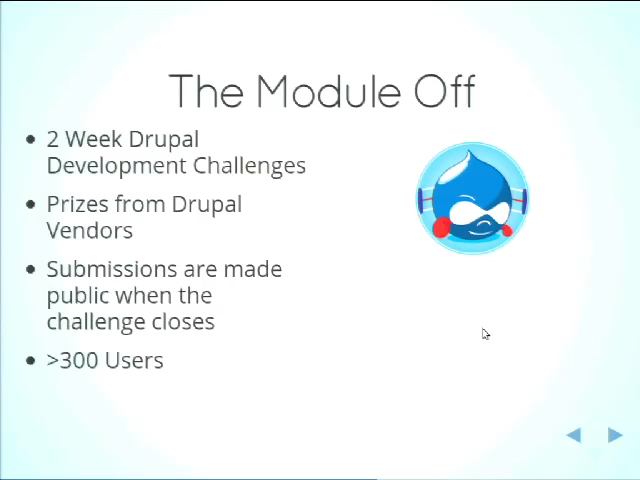 The Module Off
• 2 Week Drupal
Development Challenges
• Prizes from Drupal
Vendors
• Submissions are made
public when the
challenge closes
• >300 Users